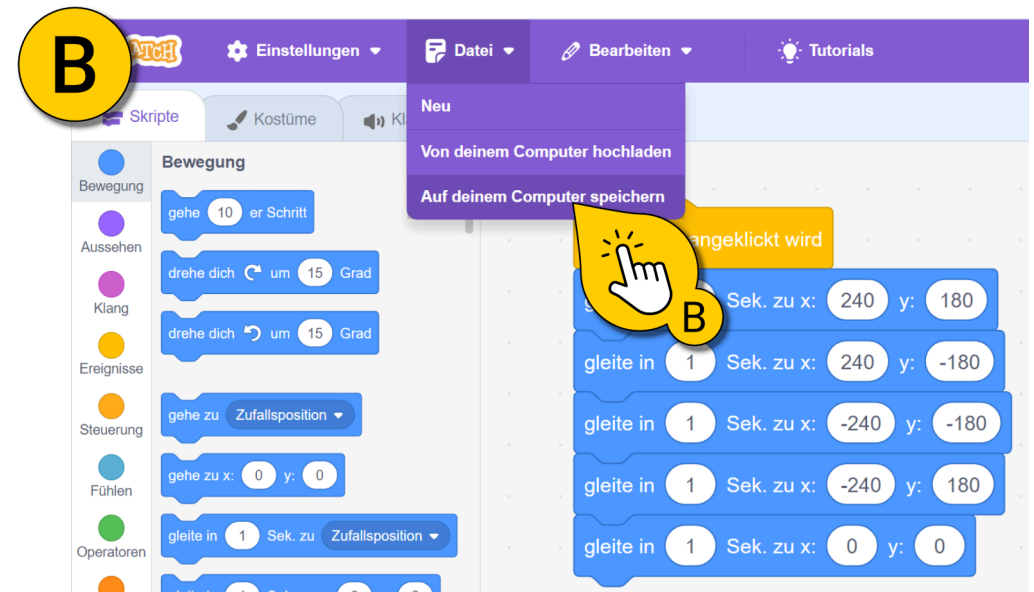 B
Einstellungen
Datei
Bearbeiten
Tutorials
Skripte
Kostüme
Neu
Von deinem Computer hochladen
Auf deinem Computer speichern
B
Bewegung
Aussehen
Klang
Ereignisse
Steuerung
Fühlen
Operatoren
Bewegung
gehe 10 er Schritt
drehe dich um 15 Grad
drehe dich um 15 Grad
gehe zu Zufallsposition
gehe zu x: 0 y: 0
gleite in 1 Sek. zu Zufallsposition
angeklickt wird
Sek. zu x: 240 y: 180
gleite in 1 Sek. zu x: 240 y: -180
gleite in 1 Sek. zu x: -240 y: -180
gleite in 1 Sek. zu x: -240 y: 180
gleite in 1 Sek. zu x: 0 y: 0